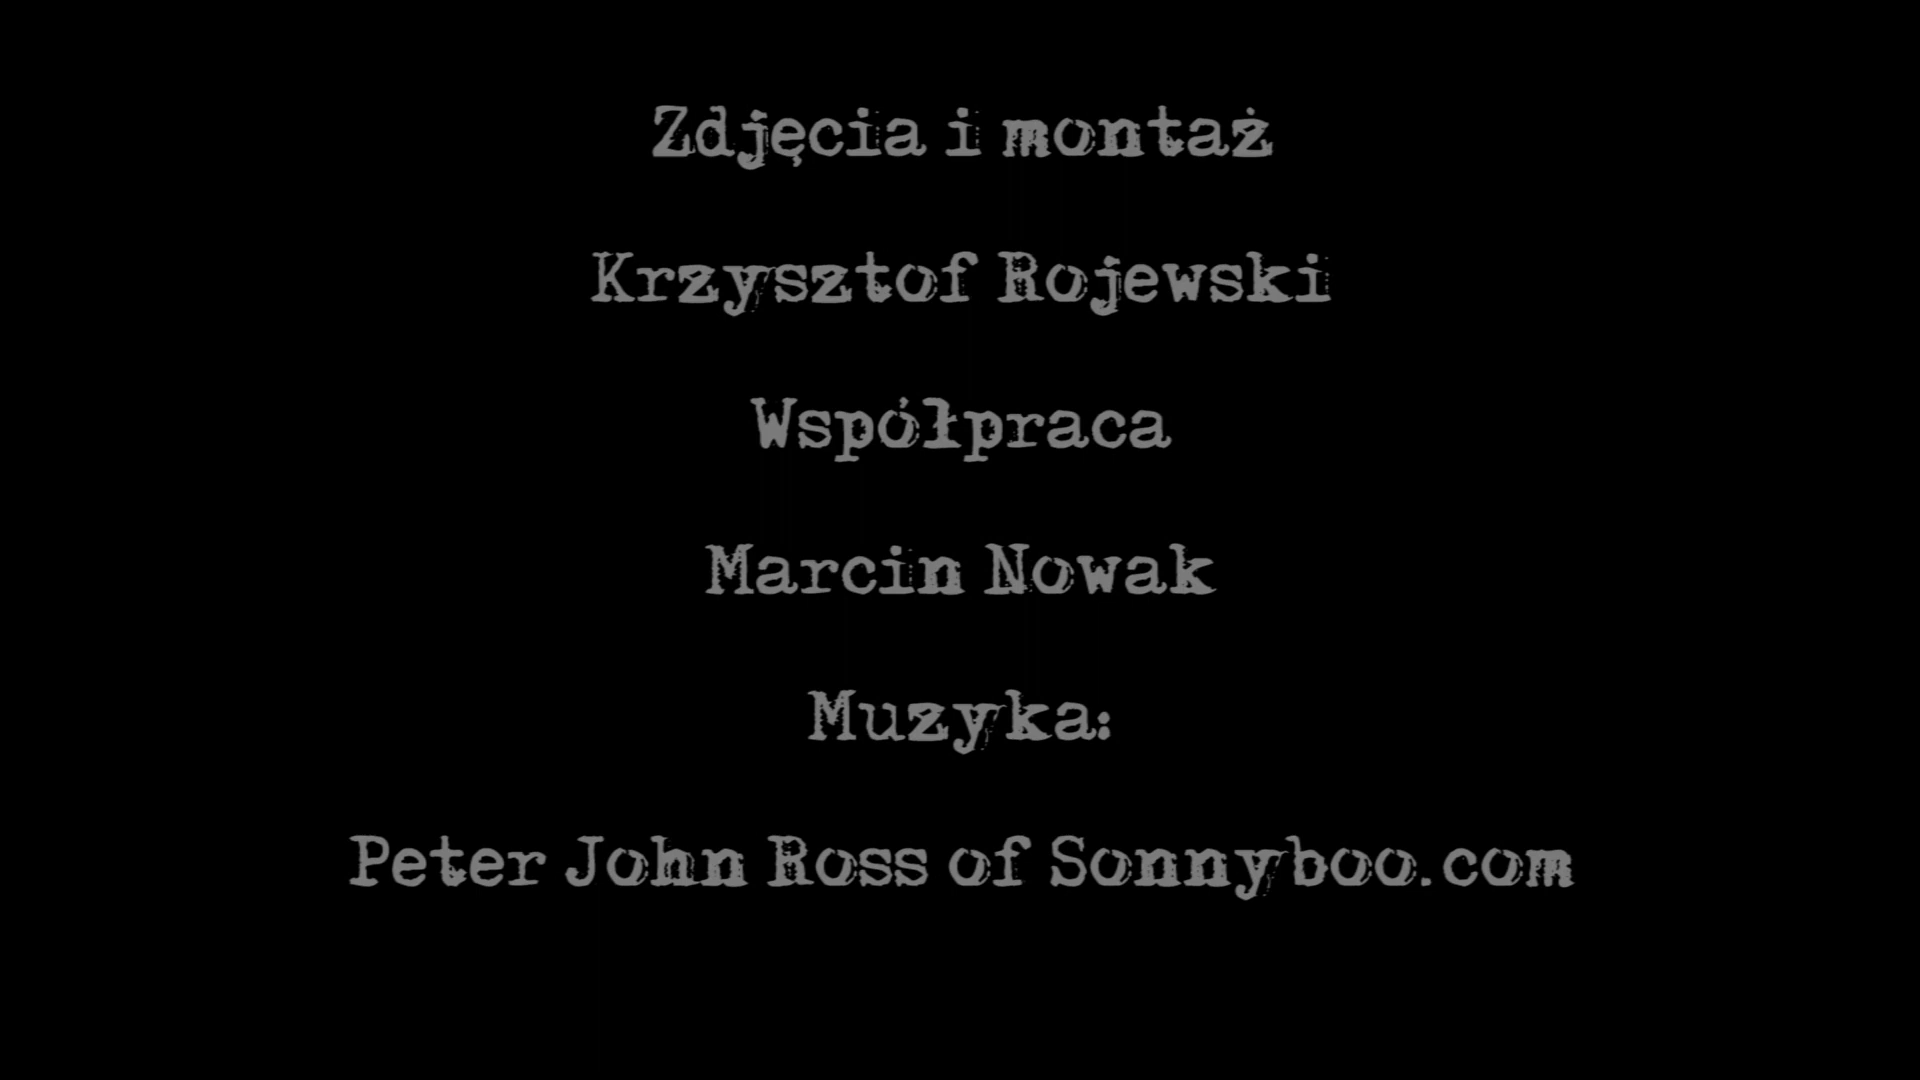 Zdjęcia i montaż
Krzysztof Rojewski
Współpraca
Marcin Nowak
Muzyka:
Peter John Ross of Sonnyboo.com